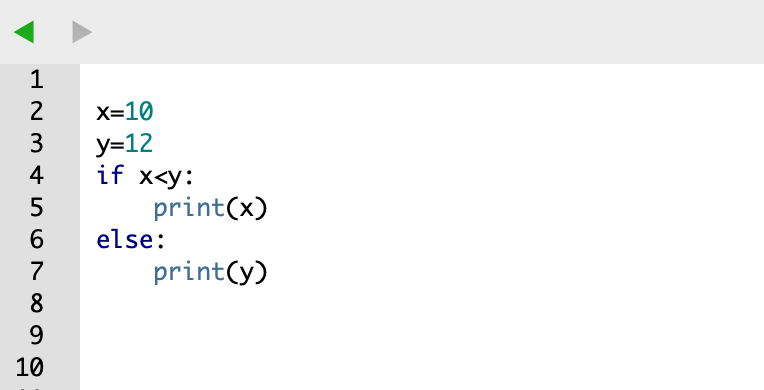 1
2 x=10
3 y=12
4 if x<y:
5     print(x)
6 else:
7     print(y)
8
9
10